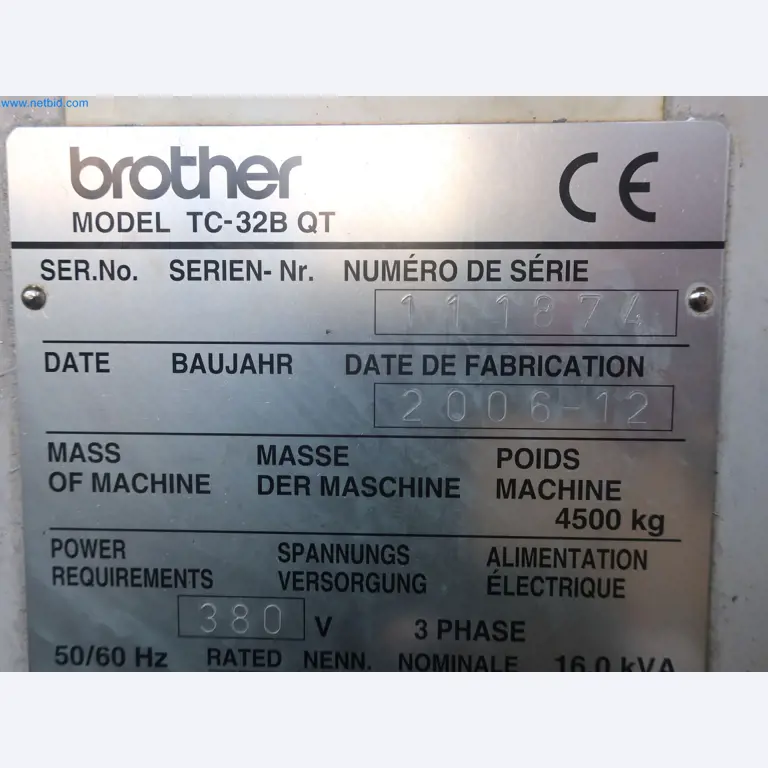 www.netbid.com
brother
MODEL TC-32B QT
CE
SER.No. SERIEN- Nr. NUMÉRO DE SÉRIE
111874
DATE BAUJAHR DATE DE FABRICATION
2006-12
MASS MASSE POIDS
OF MACHINE DER MASCHINE MACHINE
4500 kg
POWER SPANNUNGS ALIMENTATION
REQUIREMENTS VERSORGUNG ÉLECTRIQUE
380 V 3 PHASE
50/60 Hz RATED NENN. NOMINALE 16.0 kVA